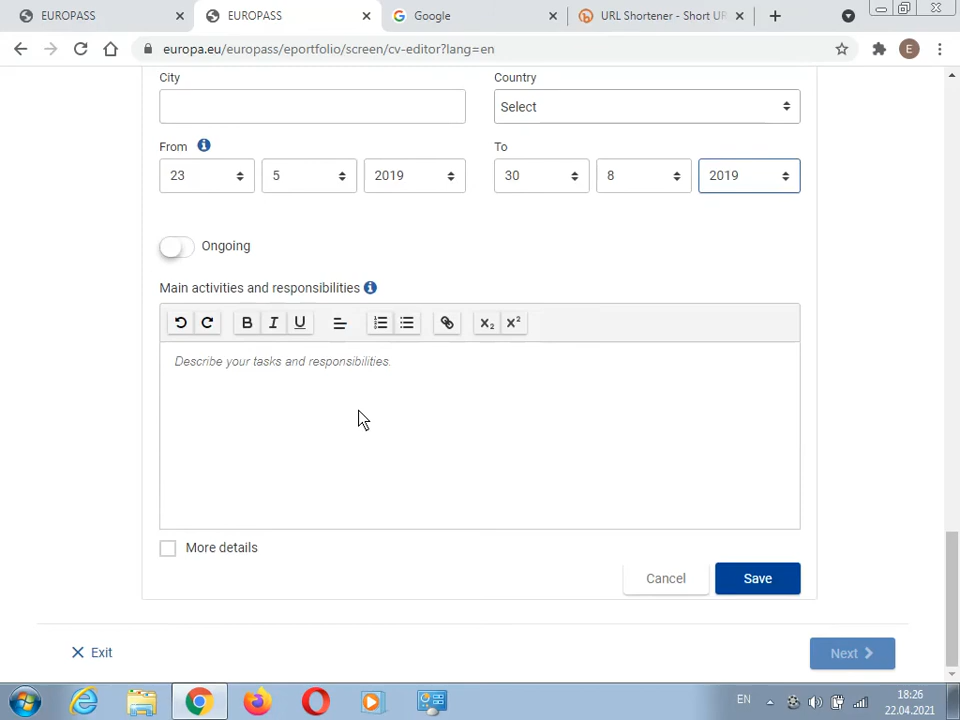 EUROPASS
EUROPASS
Google
URL Shortener - Short UR
europa.eu/europass/eportfolio/screen/cv-editor?lang=en
E
City
Country
Select
From
To
23
5
2019
30
8
2019
Ongoing
Main activities and responsibilities
B I U
X₂ X²
Describe your tasks and responsibilities.
More details
Cancel
Save
Exit
Next
EN
18:26
22.04.2021